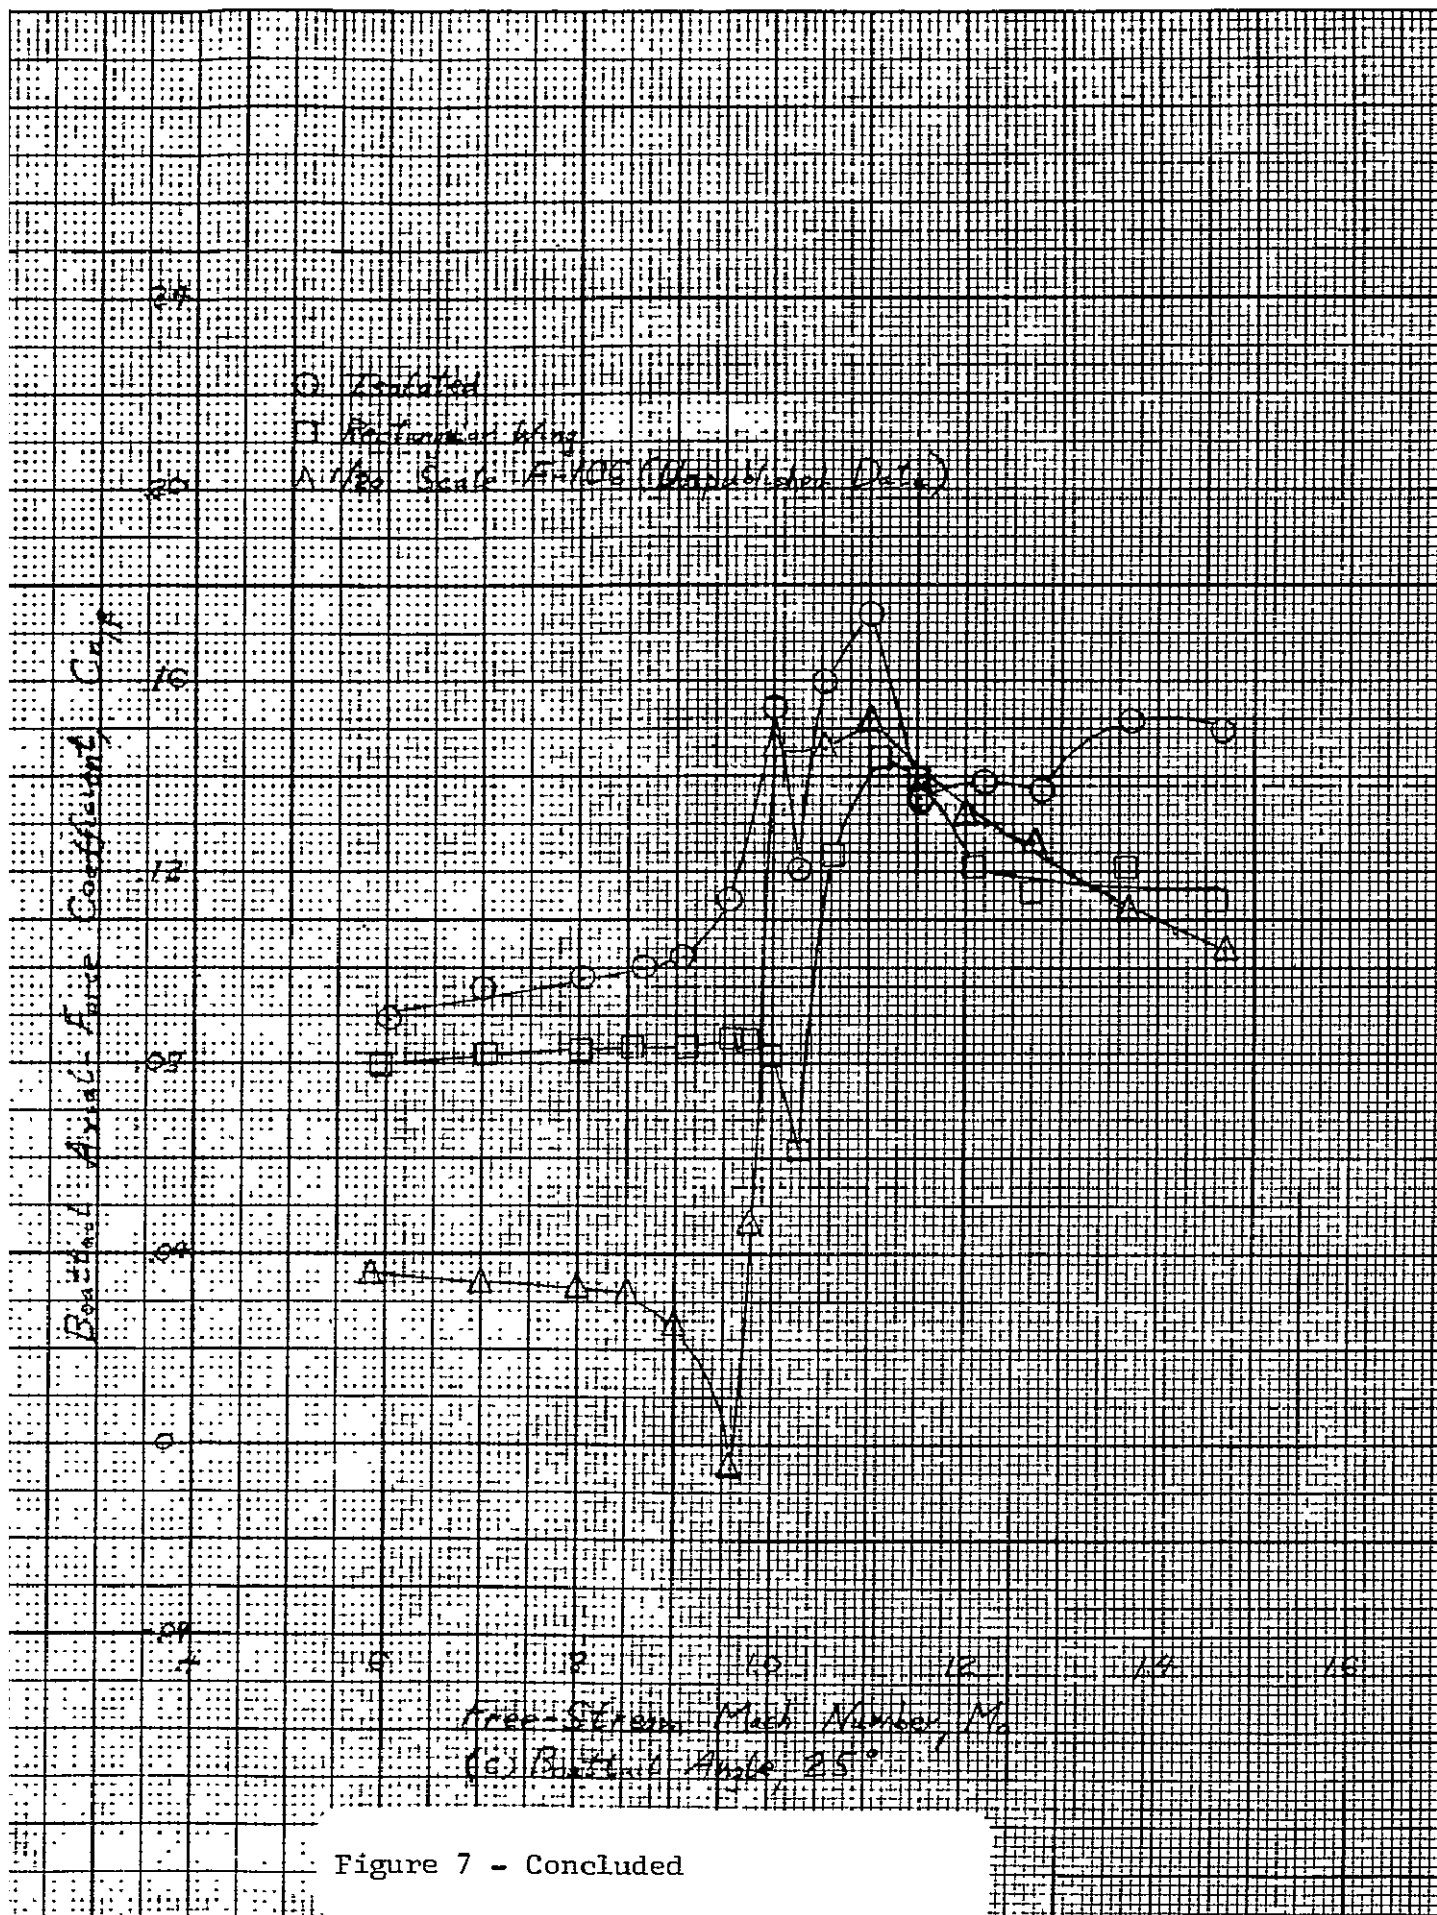 24
○ Isolated
□ Rectangular Wing
△ 1/20 Scale F-106 (Unpublished Data)
.20
Boattail Axial-Force Coefficient,
.16
.12
.08
.04
0
-.04
.4 .6 .8 1.0 1.2 1.4 1.6
Free-Stream Mach Number, Mo
(c) Boattail Angle, 25°
Figure 7 - Concluded